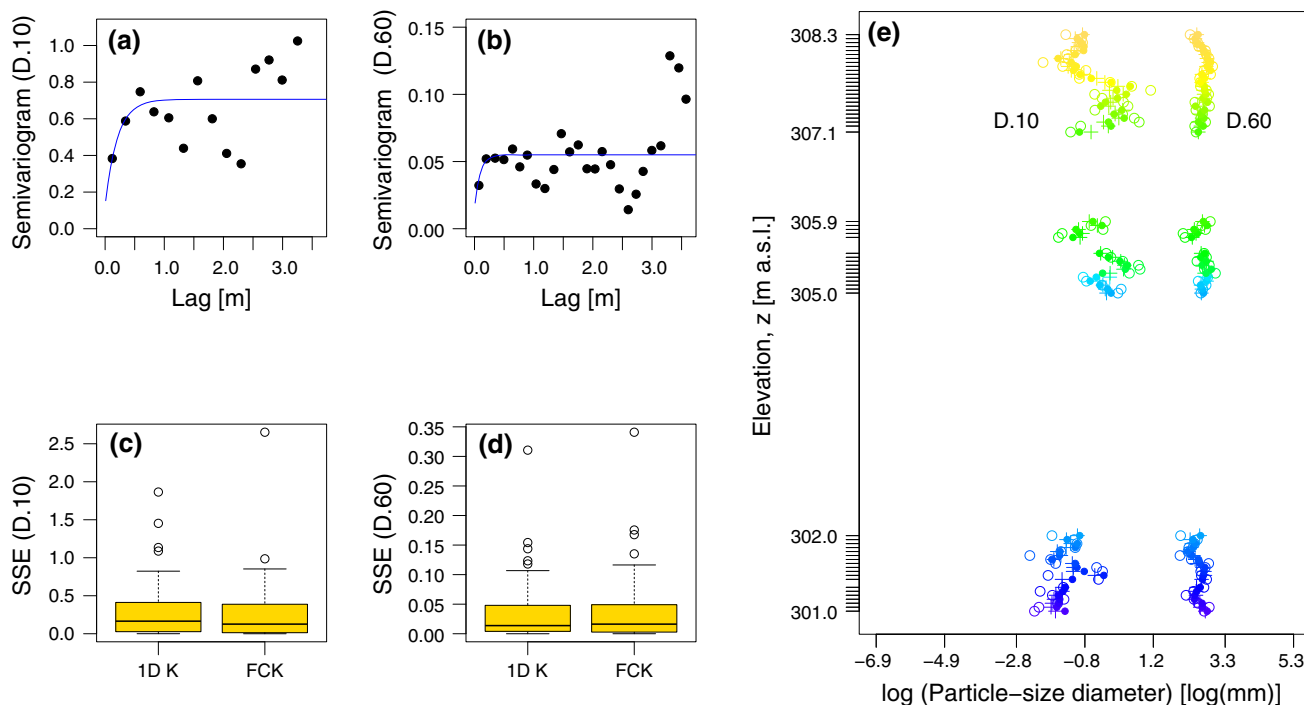 (a)
Semivariogram (D.10)
1.0
0.8
0.6
0.4
0.2
0.0
0.0 1.0 2.0 3.0
Lag [m]
(b)
Semivariogram (D.60)
0.15
0.10
0.05
0.00
0.0 1.0 2.0 3.0
Lag [m]
(c)
SSE (D.10)
2.5
2.0
1.5
1.0
0.5
0.0
1D K FCK
(d)
SSE (D.60)
0.35
0.30
0.25
0.20
0.15
0.10
0.05
0.00
1D K FCK
(e)
Elevation, z [m a.s.l.]
308.3
307.1
305.9
305.0
302.0
301.0
D.10 D.60
−6.9 −4.9 −2.8 −0.8 1.2 3.3 5.3
log (Particle−size diameter) [log(mm)]